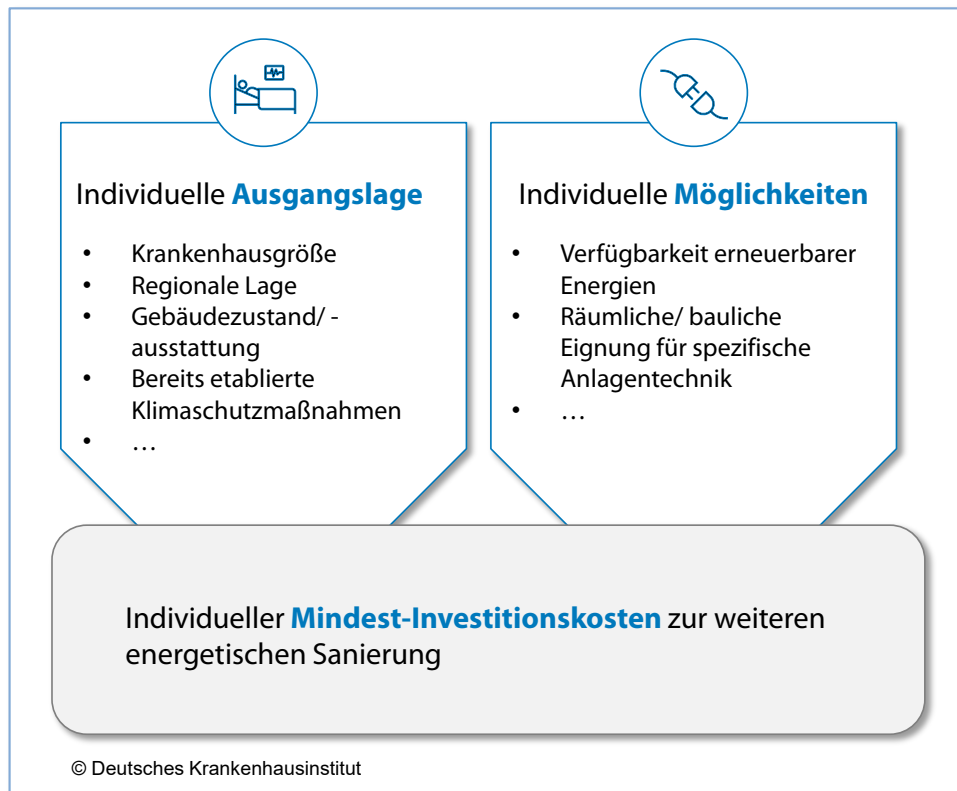 Individuelle Ausgangslage
• Krankenhausgröße
• Regionale Lage
• Gebäudezustand/ -
ausstattung
• Bereits etablierte
Klimaschutzmaßnahmen
• …
Individuelle Möglichkeiten
• Verfügbarkeit erneuerbarer
Energien
• Räumliche/ bauliche
Eignung für spezifische
Anlagentechnik
• …
Individueller Mindest-Investitionskosten zur weiteren
energetischen Sanierung
© Deutsches Krankenhausinstitut